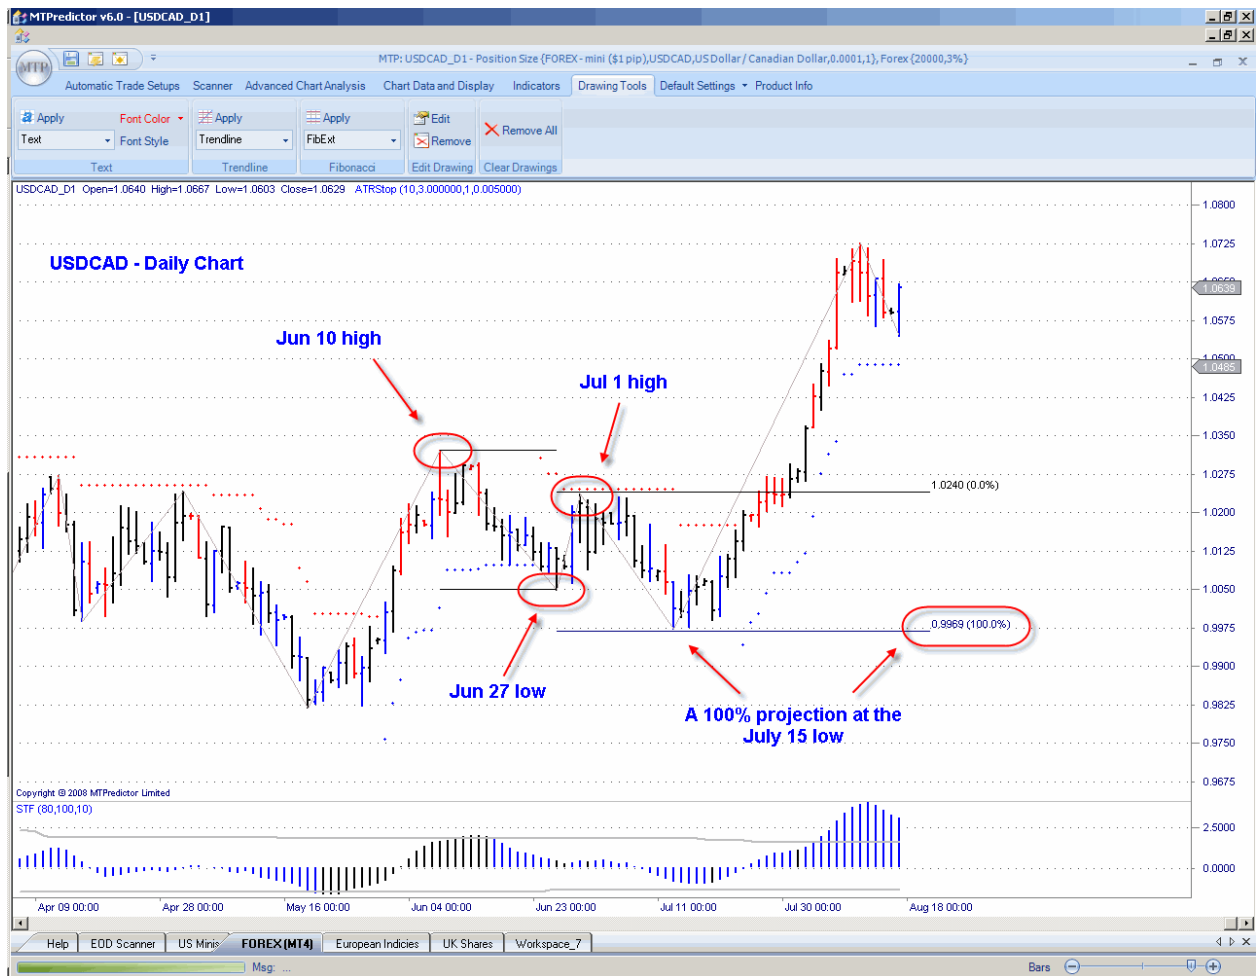 MTPredictor v6.0 - [USDCAD_D1]
MTP
MTP: USDCAD_D1 - Position Size {FOREX - mini ($1 pip),USDCAD,US Dollar / Canadian Dollar,0.0001,1}, Forex {20000,3%}
Automatic Trade Setups Scanner Advanced Chart Analysis Chart Data and Display Indicators Drawing Tools Default Settings Product Info
Apply Font Color Apply Apply Edit Remove All
Text Font Style Trendline FibExt Remove
Text Trendline Fibonacci Edit Drawing Clear Drawings
USDCAD_D1 Open=1.0640 High=1.0667 Low=1.0603 Close=1.0629 ATRStop (10,3.000000,1,0.005000)
1.0800
1.0725
USDCAD - Daily Chart
1.0639
1.0575
Jun 10 high
1.0500
1.0485
Jul 1 high
1.0425
1.0350
1.0275
1.0240 (0.0%)
1.0200
1.0125
1.0050
0.9969 (100.0%)
0.9975
0.9900
Jun 27 low
A 100% projection at the
July 15 low
0.9825
0.9750
0.9675
Copyright @ 2008 MTPredictor Limited
STF (80,100,10)
2.5000
0.0000
Apr 09 00:00 Apr 28 00:00 May 16 00:00 Jun 04 00:00 Jun 23 00:00 Jul 11 00:00 Jul 30 00:00 Aug 18 00:00
Help EOD Scanner US Minis FOREX (MT4) European Indicies UK Shares Workspace_7
Msg: ... Bars